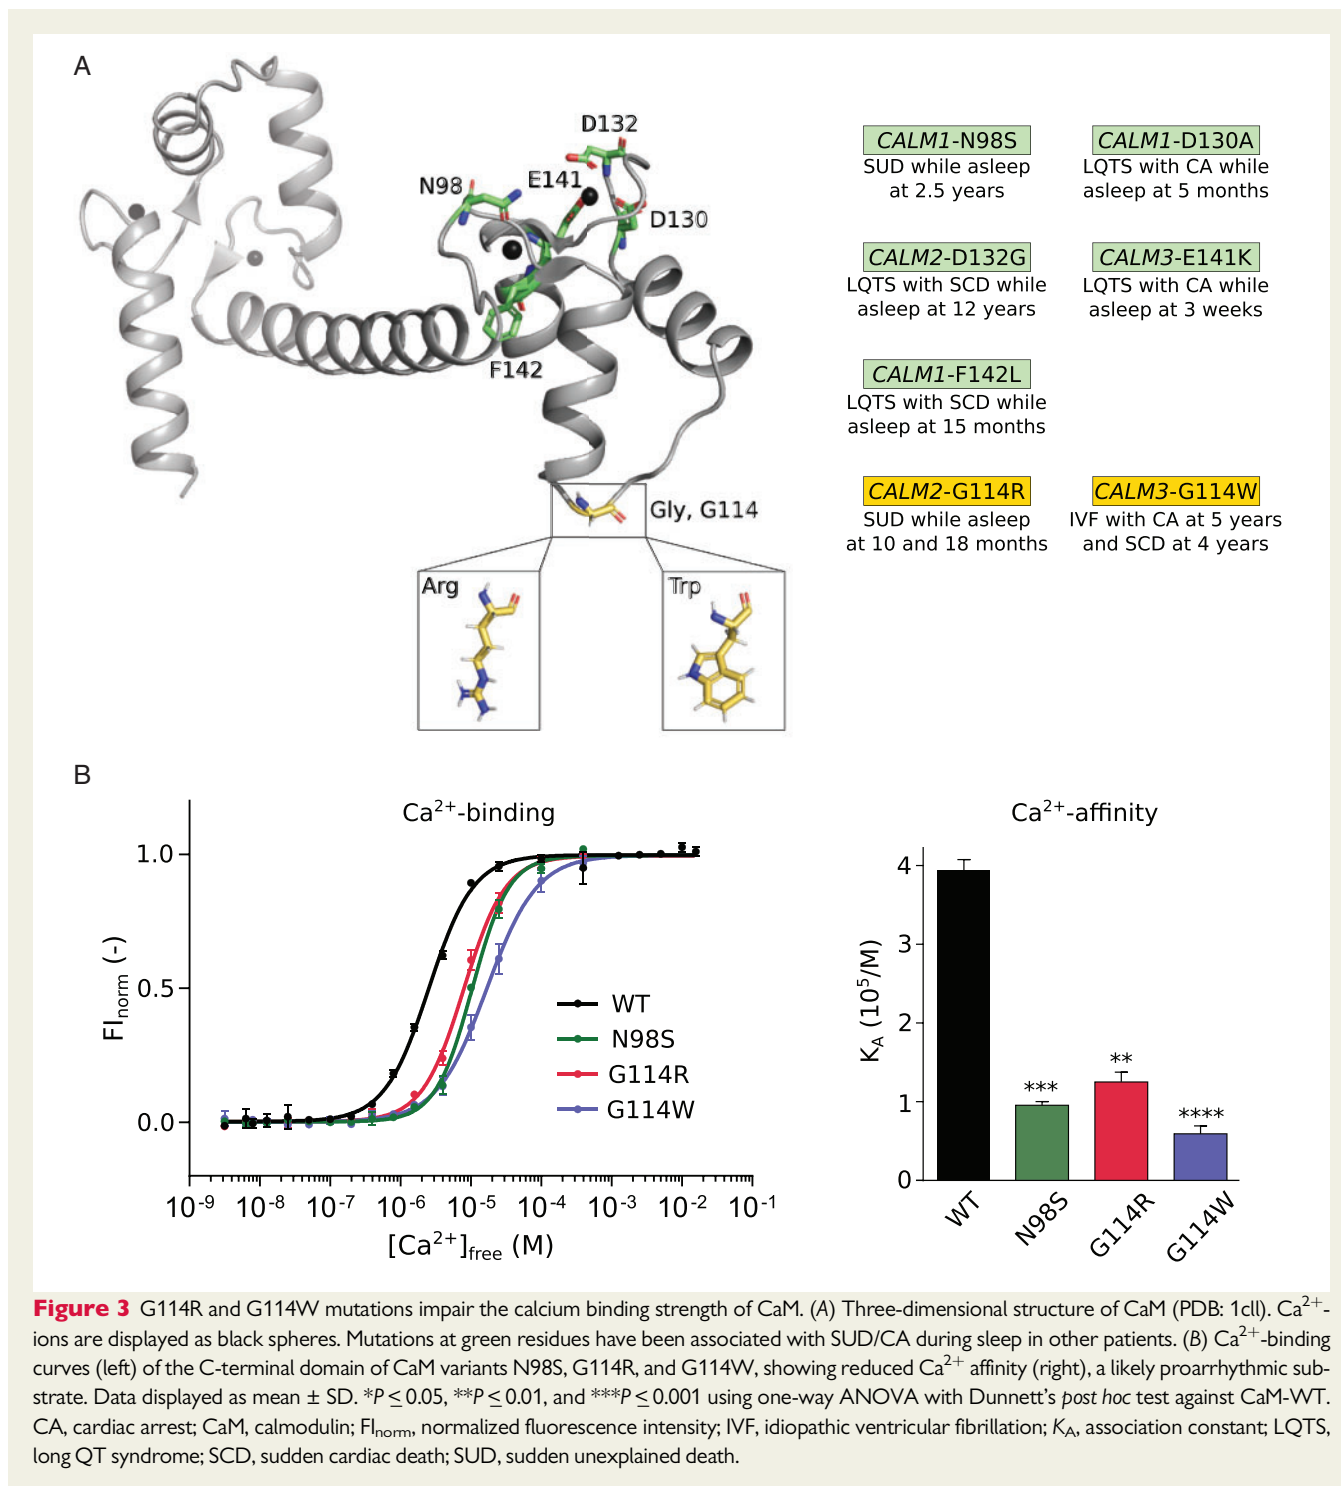 A
D132
E141
N98
D130
F142
Gly, G114
Arg
Trp
CALM1-N98S
SUD while asleep
at 2.5 years
CALM1-D130A
LQTS with CA while
asleep at 5 months
CALM2-D132G
LQTS with SCD while
asleep at 12 years
CALM3-E141K
LQTS with CA while
asleep at 3 weeks
CALM1-F142L
LQTS with SCD while
asleep at 15 months
CALM2-G114R
SUD while asleep
at 10 and 18 months
CALM3-G114W
IVF with CA at 5 years
and SCD at 4 years
B
Ca²⁺-binding
FI_norm (-)
1.0
0.5
0.0
WT
N98S
G114R
G114W
10⁻⁹ 10⁻⁸ 10⁻⁷ 10⁻⁶ 10⁻⁵ 10⁻⁴ 10⁻³ 10⁻² 10⁻¹
[Ca²⁺]_free (M)
Ca²⁺-affinity
K_A (10⁵/M)
4
3
2
1
0
***
**
****
WT N98S G114R G114W
Figure 3 G114R and G114W mutations impair the calcium binding strength of CaM. (A) Three-dimensional structure of CaM (PDB: 1cll). Ca²⁺-
ions are displayed as black spheres. Mutations at green residues have been associated with SUD/CA during sleep in other patients. (B) Ca²⁺-binding
curves (left) of the C-terminal domain of CaM variants N98S, G114R, and G114W, showing reduced Ca²⁺ affinity (right), a likely proarrhythmic sub-
strate. Data displayed as mean ± SD. *P ≤ 0.05, **P ≤ 0.01, and ***P ≤ 0.001 using one-way ANOVA with Dunnett's post hoc test against CaM-WT.
CA, cardiac arrest; CaM, calmodulin; FI_norm, normalized fluorescence intensity; IVF, idiopathic ventricular fibrillation; K_A, association constant; LQTS,
long QT syndrome; SCD, sudden cardiac death; SUD, sudden unexplained death.